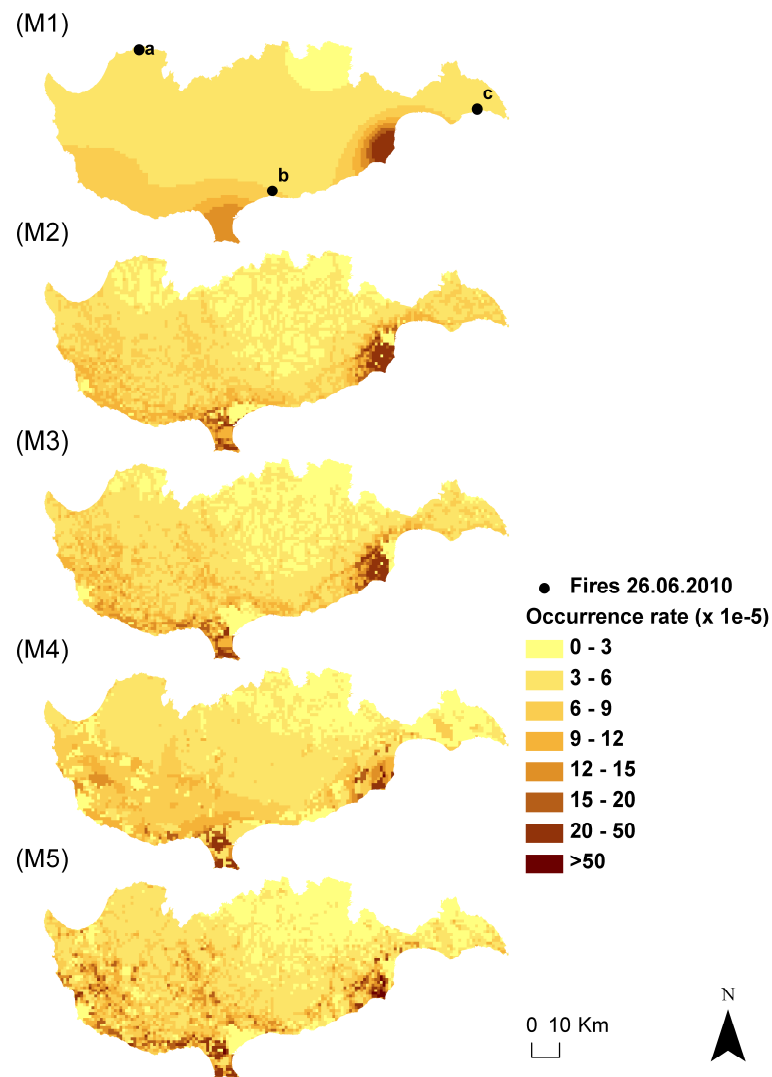 (M1)
a
c
b
(M2)
(M3)
Fires 26.06.2010
Occurrence rate (x 1e-5)
0 - 3
(M4)
3 - 6
6 - 9
9 - 12
12 - 15
15 - 20
20 - 50
(M5)
>50
N
0 10 Km